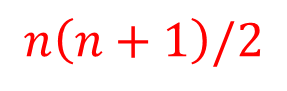 n(n + 1)/2